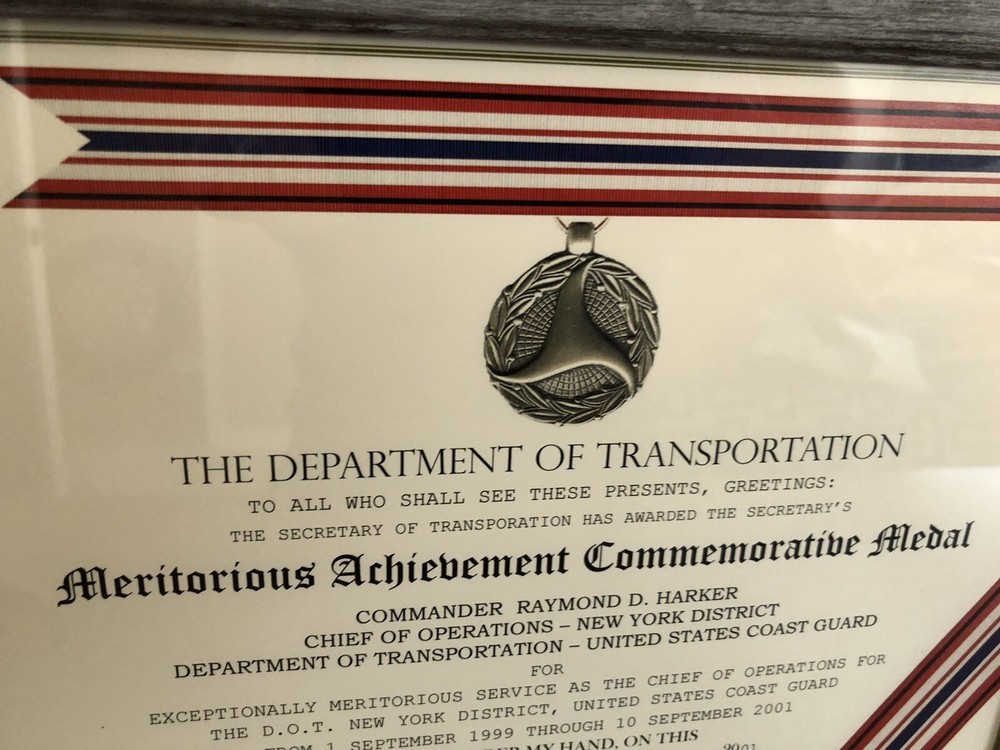 THE DEPARTMENT OF TRANSPORTATION
TO ALL WHO SHALL SEE THESE PRESENTS, GREETINGS:
THE SECRETARY OF TRANSPORATION HAS AWARDED THE SECRETARY'S
Meritorious Achievement Commemorative Medal
COMMANDER RAYMOND D. HARKER
CHIEF OF OPERATIONS – NEW YORK DISTRICT
DEPARTMENT OF TRANSPORTATION – UNITED STATES COAST GUARD
FOR
EXCEPTIONALLY MERITORIOUS SERVICE AS THE CHIEF OF OPERATIONS FOR
THE D.O.T. NEW YORK DISTRICT, UNITED STATES COAST GUARD
FROM 1 SEPTEMBER 1999 THROUGH 10 SEPTEMBER 2001
MY HAND, ON THIS